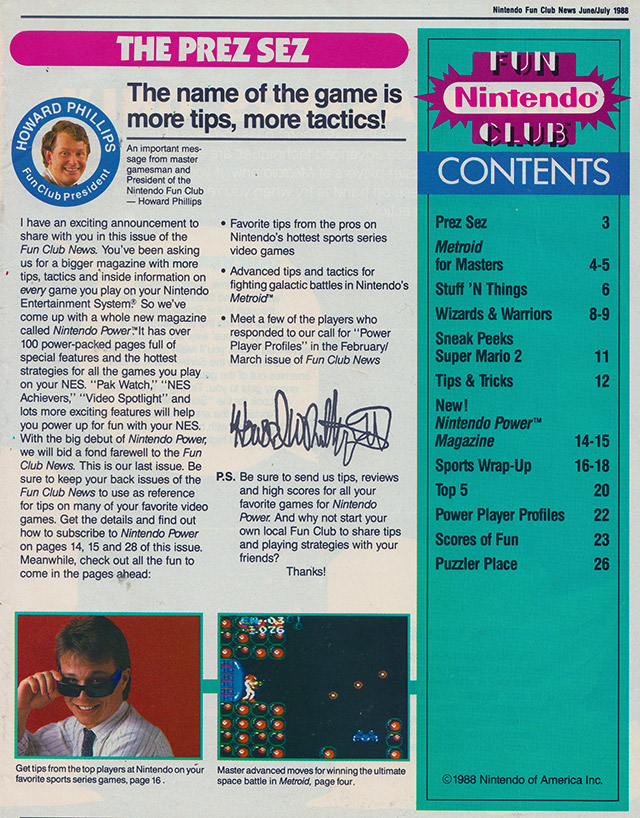 Nintendo Fun Club News June/July 1988
THE PREZ SEZ
HOWARD PHILLIPS
Fun Club President
The name of the game is
more tips, more tactics!
An important mes-
sage from master
gamesman and
President of the
Nintendo Fun Club
— Howard Phillips
I have an exciting announcement to
share with you in this issue of the
Fun Club News. You've been asking
us for a bigger magazine with more
tips, tactics and inside information on
every game you play on your Nintendo
Entertainment System.® So we've
come up with a whole new magazine
called Nintendo Power.™ It has over
100 power-packed pages full of
special features and the hottest
strategies for all the games you play
on your NES. "Pak Watch," "NES
Achievers," "Video Spotlight" and
lots more exciting features will help
you power up for fun with your NES.
With the big debut of Nintendo Power,
we will bid a fond farewell to the Fun
Club News. This is our last issue. Be
sure to keep your back issues of the
Fun Club News to use as reference
for tips on many of your favorite video
games. Get the details and find out
how to subscribe to Nintendo Power
on pages 14, 15 and 28 of this issue.
Meanwhile, check out all the fun to
come in the pages ahead:
• Favorite tips from the pros on
Nintendo's hottest sports series
video games
• Advanced tips and tactics for
fighting galactic battles in Nintendo's
Metroid™
• Meet a few of the players who
responded to our call for "Power
Player Profiles" in the February/
March issue of Fun Club News
Howard Phillips
P.S. Be sure to send us tips, reviews
and high scores for all your
favorite games for Nintendo
Power. And why not start your
own local Fun Club to share tips
and playing strategies with your
friends?
Thanks!
Get tips from the top players at Nintendo on your
favorite sports series games, page 16.
EN..03
076
Master advanced moves for winning the ultimate
space battle in Metroid, page four.
FUN
Nintendo®
CLUB™
CONTENTS
Prez Sez 3
Metroid
for Masters 4-5
Stuff 'N Things 6
Wizards & Warriors 8-9
Sneak Peeks
Super Mario 2 11
Tips & Tricks 12
New!
Nintendo Power™
Magazine 14-15
Sports Wrap-Up 16-18
Top 5 20
Power Player Profiles 22
Scores of Fun 23
Puzzler Place 26
©1988 Nintendo of America Inc.